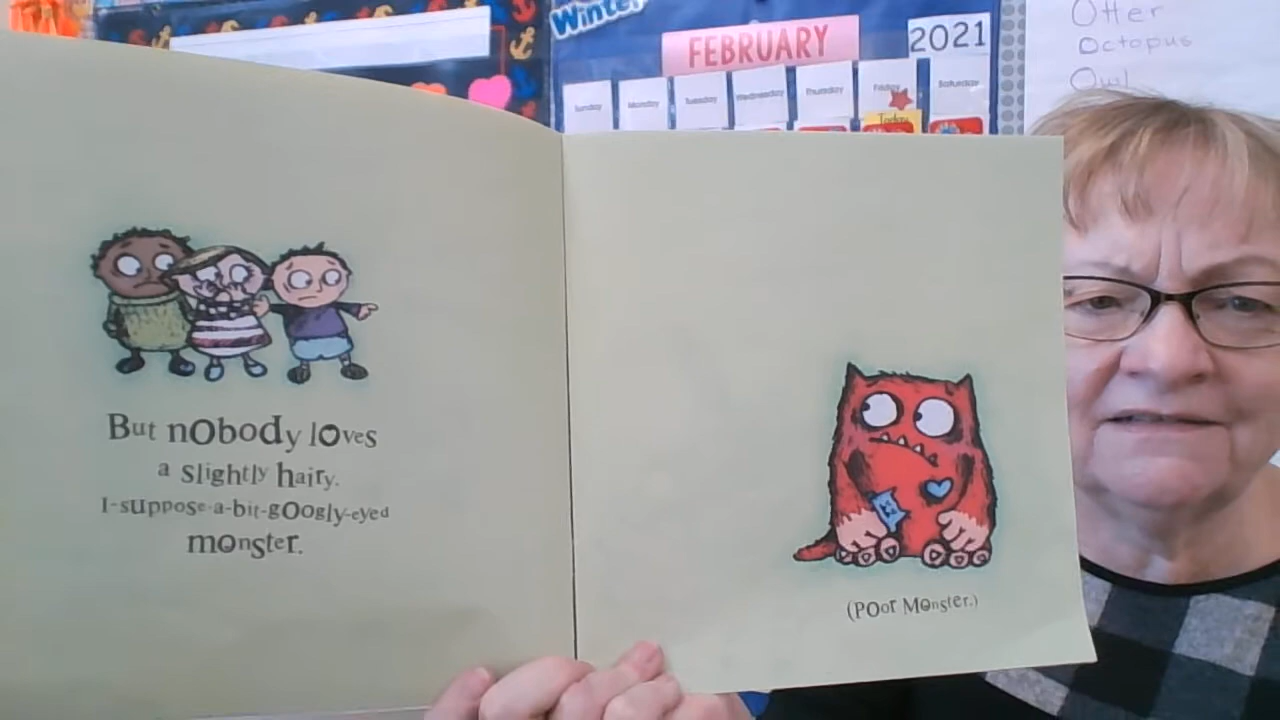 Winter
FEBRUARY
2021
Sunday
Monday
Tuesday
Wednesday
Thursday
Friday
Saturday
Today
Otter
Octopus
Owl
But nobody loves
a slightly hairy.
I-suppose-a-bit-googly-eyed
monster.
(Poor Monster.)